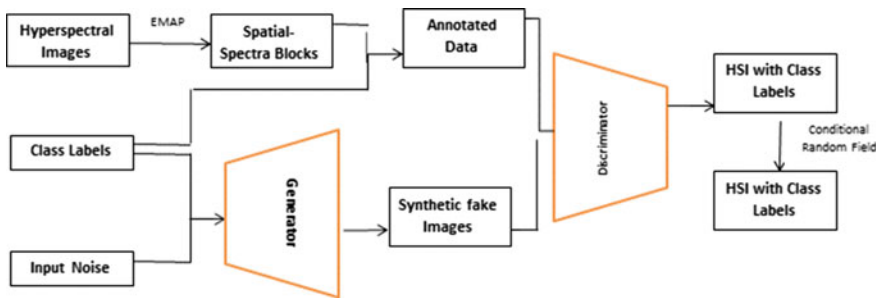 Hyperspectral
Images
EMAP
Spatial-
Spectra Blocks
Annotated
Data
Class Labels
Input Noise
Generator
Synthetic fake
Images
Discriminator
HSI with Class
Labels
Conditional
Random Field
HSI with Class
Labels